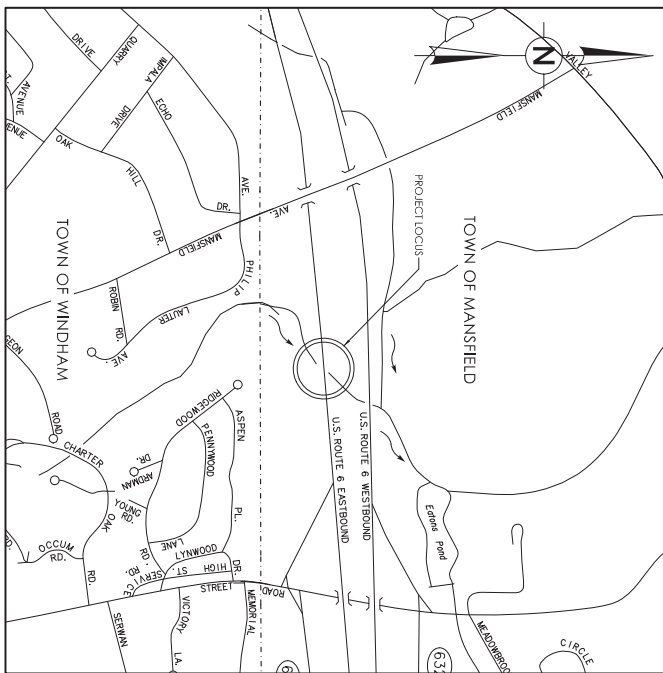 DRIVE
QUARRY
IMPALA
ECHO
DRIVE
AVENUE
OAK
HILL
DR.
DR.
AVE.
MANSFIELD
AVE.
MANSFIELD
VALLEY
N
PROJECT LOCUS
TOWN OF MANSFIELD
TOWN OF WINDHAM
PHILIP
LAUTER
AVE.
ROBIN
RD.
ROAD
CHARTER
OAK
RD.
RIDGEWOOD
ASPEN
PL.
DR.
PENNYWOOD
LANE
ARDMAN
DR.
YOUNG
RD.
OCCUM
RD.
LYNWOOD
HIGH
ST.
SERVICE
RD.
STREET
ROAD
MEMORIAL
VICTORY
LA.
SERWAN
U.S. ROUTE 6 EASTBOUND
U.S. ROUTE 6 WESTBOUND
Eatons Pond
CIRCLE